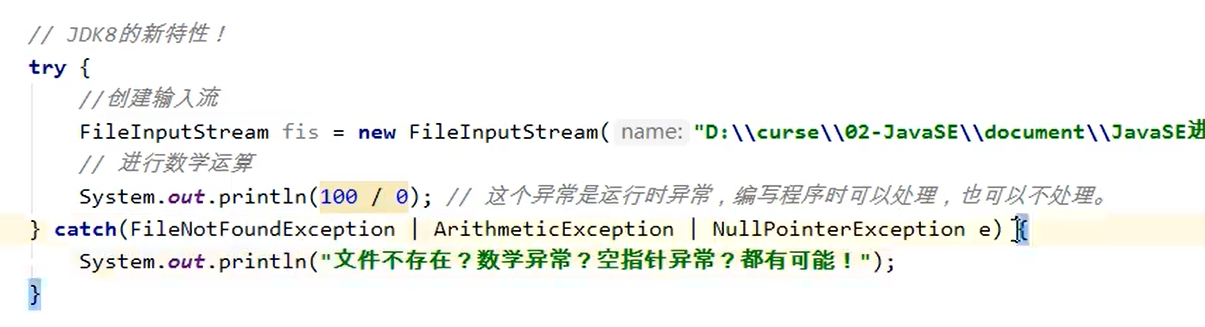 // JDK8的新特性！
try {
//创建输入流
FileInputStream fis = new FileInputStream( name: "D:\\curse\\02-JavaSE\\document\\JavaSE进
// 进行数学运算
System.out.println(100 / 0); // 这个异常是运行时异常，编写程序时可以处理，也可以不处理。
} catch(FileNotFoundException | ArithmeticException | NullPointerException e) {
System.out.println("文件不存在？数学异常？空指针异常？都有可能！");
}